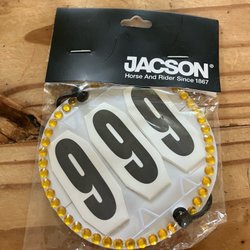 JACSON®
Horse And Rider Since 1867
999